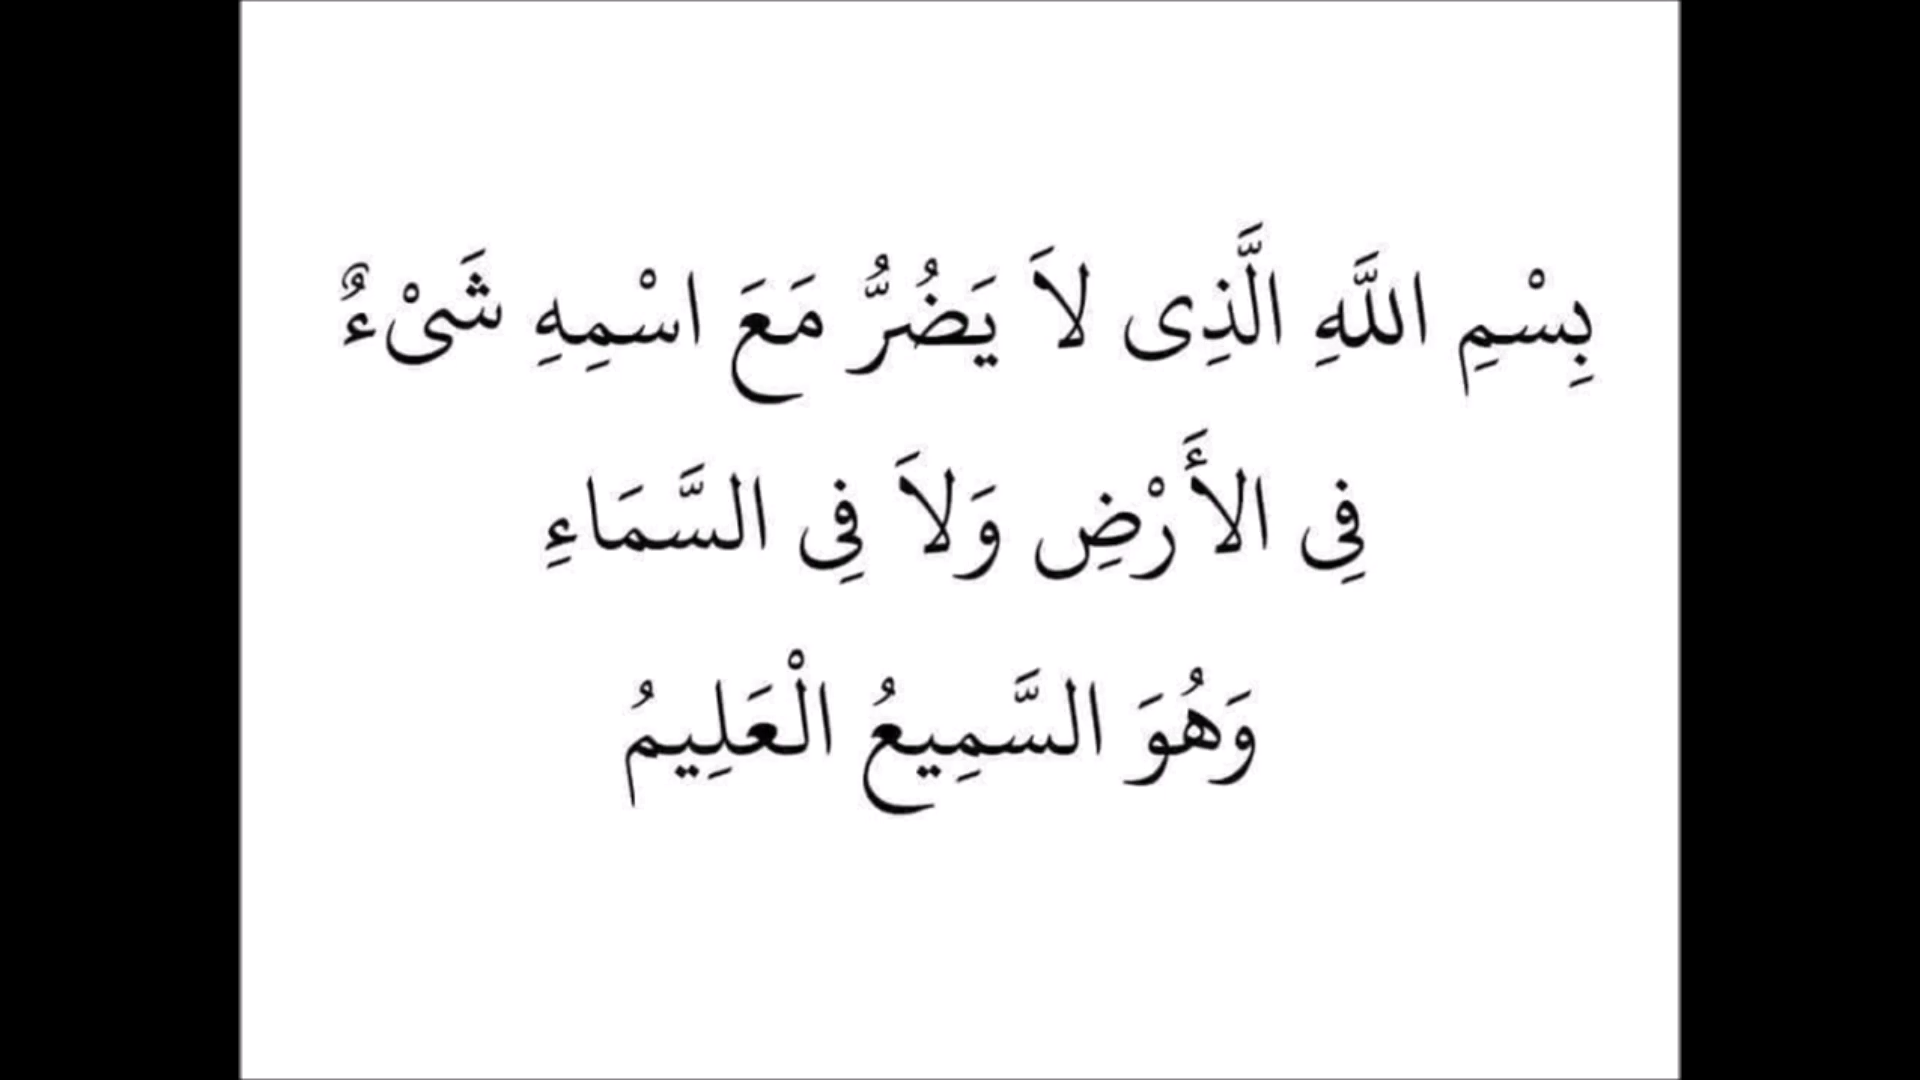 بِسْمِ اللَّهِ الَّذِى لاَ يَضُرُّ مَعَ اسْمِهِ شَىْءٌ
فِى الأَرْضِ وَلاَ فِى السَّمَاءِ
وَهُوَ السَّمِيعُ الْعَلِيمُ